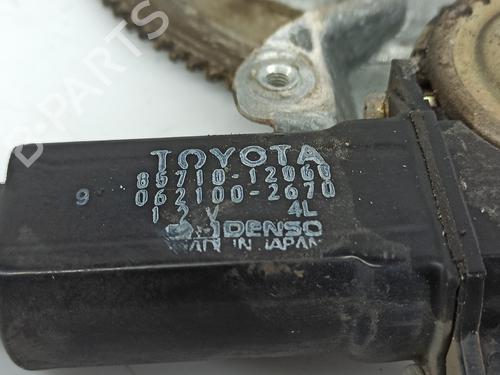 TOYOTA
85710-12060
9 062100-2670
12V 4L
DENSO
MADE IN JAPAN